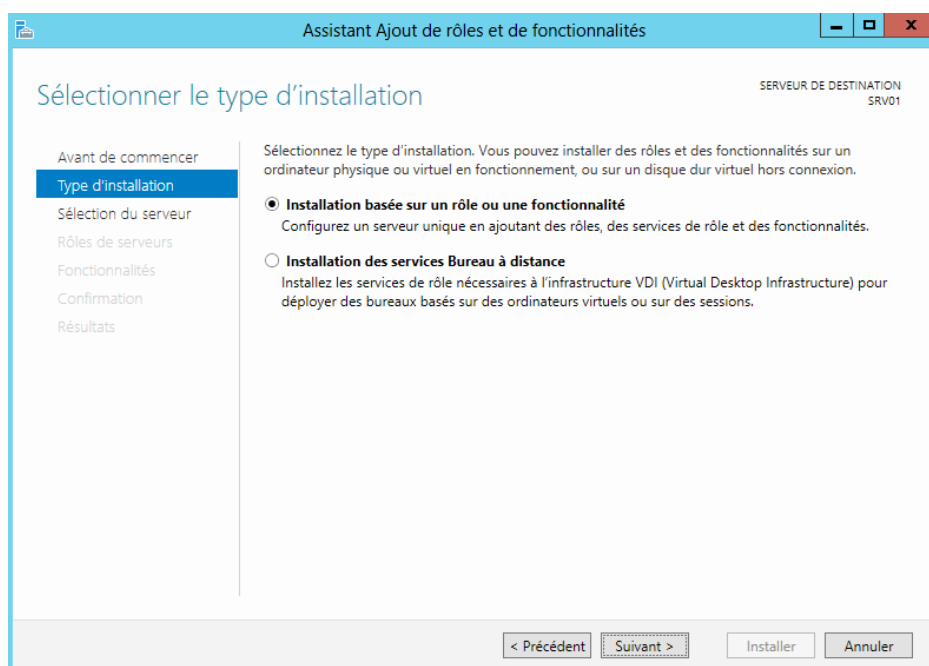 Assistant Ajout de rôles et de fonctionnalités
Sélectionner le type d’installation
SERVEUR DE DESTINATION
SRV01
Avant de commencer
Type d'installation
Sélection du serveur
Rôles de serveurs
Fonctionnalités
Confirmation
Résultats
Sélectionnez le type d’installation. Vous pouvez installer des rôles et des fonctionnalités sur un
ordinateur physique ou virtuel en fonctionnement, ou sur un disque dur virtuel hors connexion.
Installation basée sur un rôle ou une fonctionnalité
Configurez un serveur unique en ajoutant des rôles, des services de rôle et des fonctionnalités.
Installation des services Bureau à distance
Installez les services de rôle nécessaires à l’infrastructure VDI (Virtual Desktop Infrastructure) pour
déployer des bureaux basés sur des ordinateurs virtuels ou sur des sessions.
< Précédent
Suivant >
Installer
Annuler